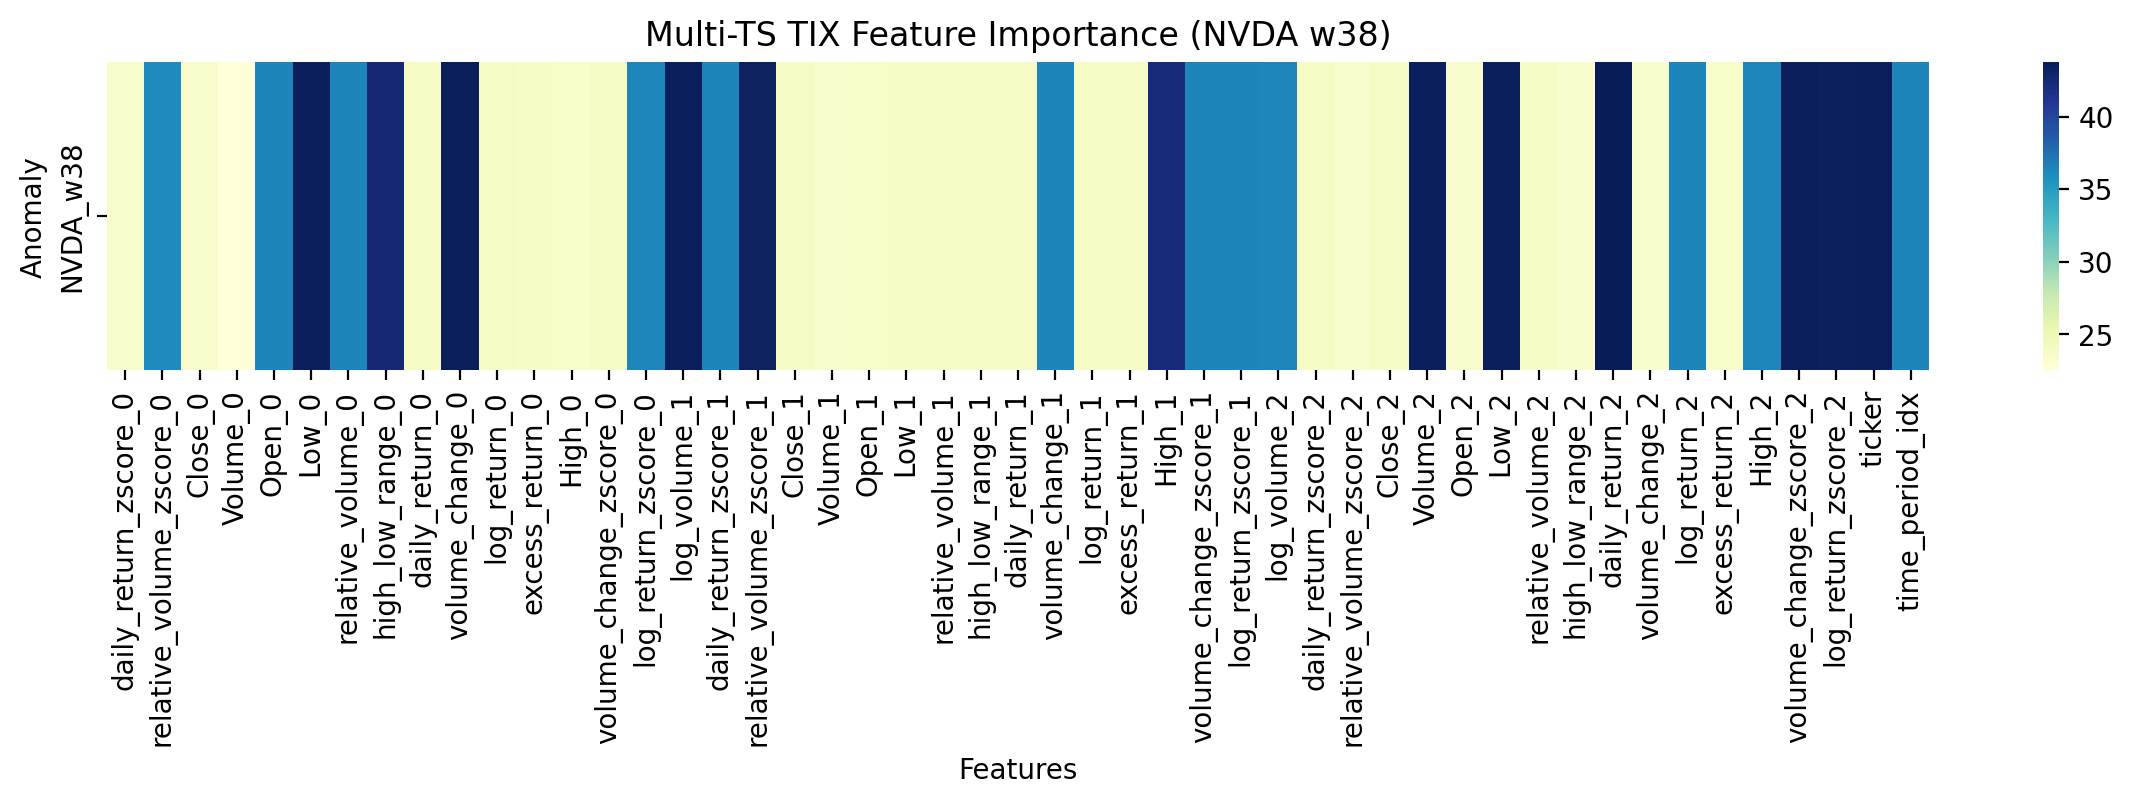 Multi-TS TIX Feature Importance (NVDA w38)
Anomaly
NVDA_w38
40
35
30
25
daily_return_zscore_0
relative_volume_zscore_0
Close_0
Volume_0
Open_0
Low_0
relative_volume_0
high_low_range_0
daily_return_0
volume_change_0
log_return_0
excess_return_0
High_0
volume_change_zscore_0
log_return_zscore_0
log_volume_1
daily_return_zscore_1
relative_volume_zscore_1
Close_1
Volume_1
Open_1
Low_1
relative_volume_1
high_low_range_1
daily_return_1
volume_change_1
log_return_1
excess_return_1
High_1
volume_change_zscore_1
log_return_zscore_1
log_volume_2
daily_return_zscore_2
relative_volume_zscore_2
Close_2
Volume_2
Open_2
Low_2
relative_volume_2
high_low_range_2
daily_return_2
volume_change_2
log_return_2
excess_return_2
High_2
volume_change_zscore_2
log_return_zscore_2
ticker
time_period_idx
Features